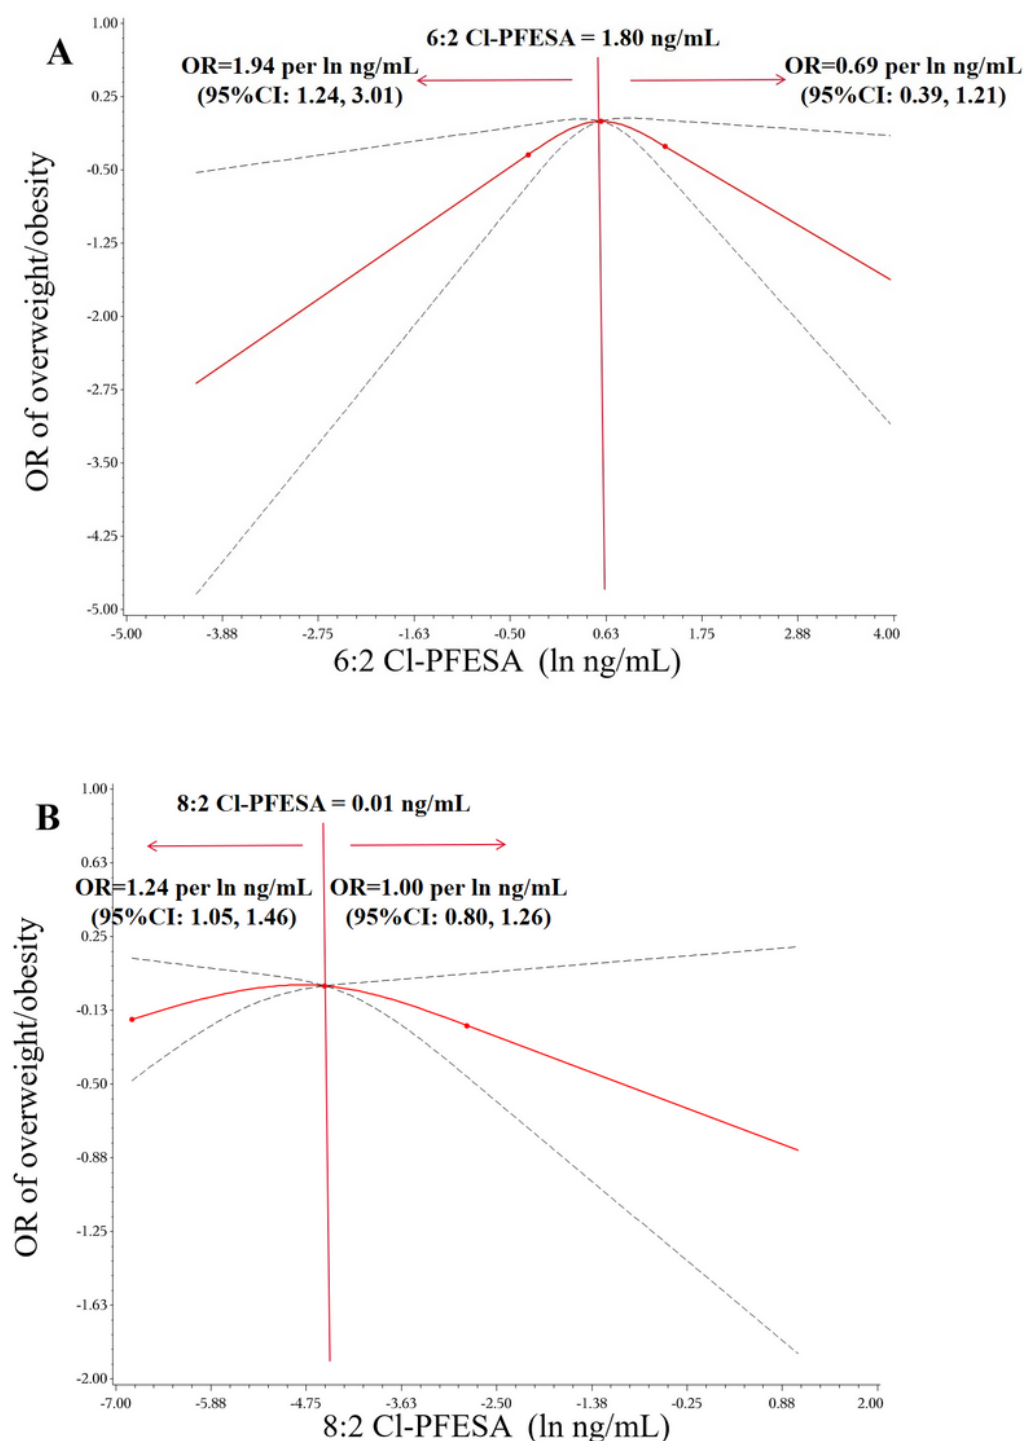 A
6:2 Cl-PFESA = 1.80 ng/mL
OR=1.94 per ln ng/mL
(95%CI: 1.24, 3.01)
OR=0.69 per ln ng/mL
(95%CI: 0.39, 1.21)
OR of overweight/obesity
1.00
0.25
-0.50
-1.25
-2.00
-2.75
-3.50
-4.25
-5.00
-5.00 -3.88 -2.75 -1.63 -0.50 0.63 1.75 2.88 4.00
6:2 Cl-PFESA (ln ng/mL)
B
8:2 Cl-PFESA = 0.01 ng/mL
OR=1.24 per ln ng/mL
(95%CI: 1.05, 1.46)
OR=1.00 per ln ng/mL
(95%CI: 0.80, 1.26)
OR of overweight/obesity
1.00
0.63
0.25
-0.13
-0.50
-0.88
-1.25
-1.63
-2.00
-7.00 -5.88 -4.75 -3.63 -2.50 -1.38 -0.25 0.88 2.00
8:2 Cl-PFESA (ln ng/mL)